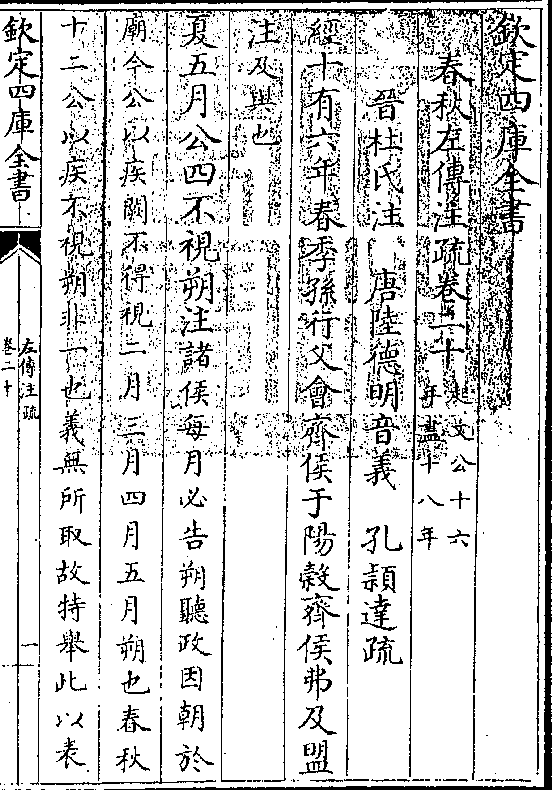 欽定四庫全書
春秋左傳注疏卷二十
起文公十六
年盡十八年
晉杜氏注　唐陸德明音義　孔穎達疏
經十有六年春季孫行父會齊侯于陽穀齊侯弗及盟
注及與也
夏五月公四不視朔注諸侯每月必告朔聽政因朝於
廟今公以疾闕不得視二月三月四月五月朔也春秋
十二公以疾不視朔非一也義無所取故特舉此以表
欽定四庫全書
左傳注疏
卷二十
一